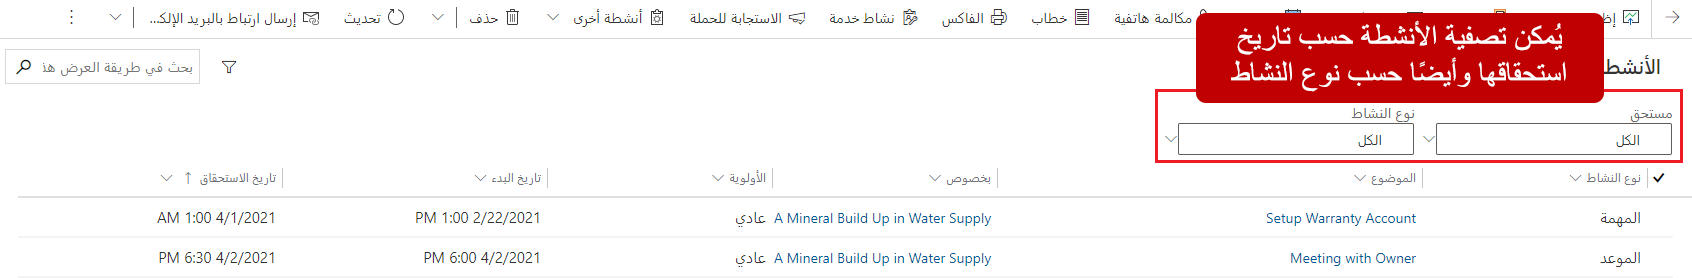 مكالمة هاتفية خطاب الفاكس نشاط خدمة الاستجابة للحملة أنشطة أخرى حذف تحديث إرسال ارتباط بالبريد الإلك...
يُمكن تصفية الأنشطة حسب تاريخ
استحقاقها وأيضًا حسب نوع النشاط
بحث في طريقة العرض هذ
مستحق نوع النشاط
الكل الكل
نوع النشاط الموضوع بخصوص الأولوية تاريخ البدء تاريخ الاستحقاق ↑
المهمة Setup Warranty Account A Mineral Build Up in Water Supply عادي 2/22/2021 1:00 PM 4/1/2021 1:00 AM
الموعد Meeting with Owner A Mineral Build Up in Water Supply عادي 4/2/2021 6:00 PM 4/2/2021 6:30 PM